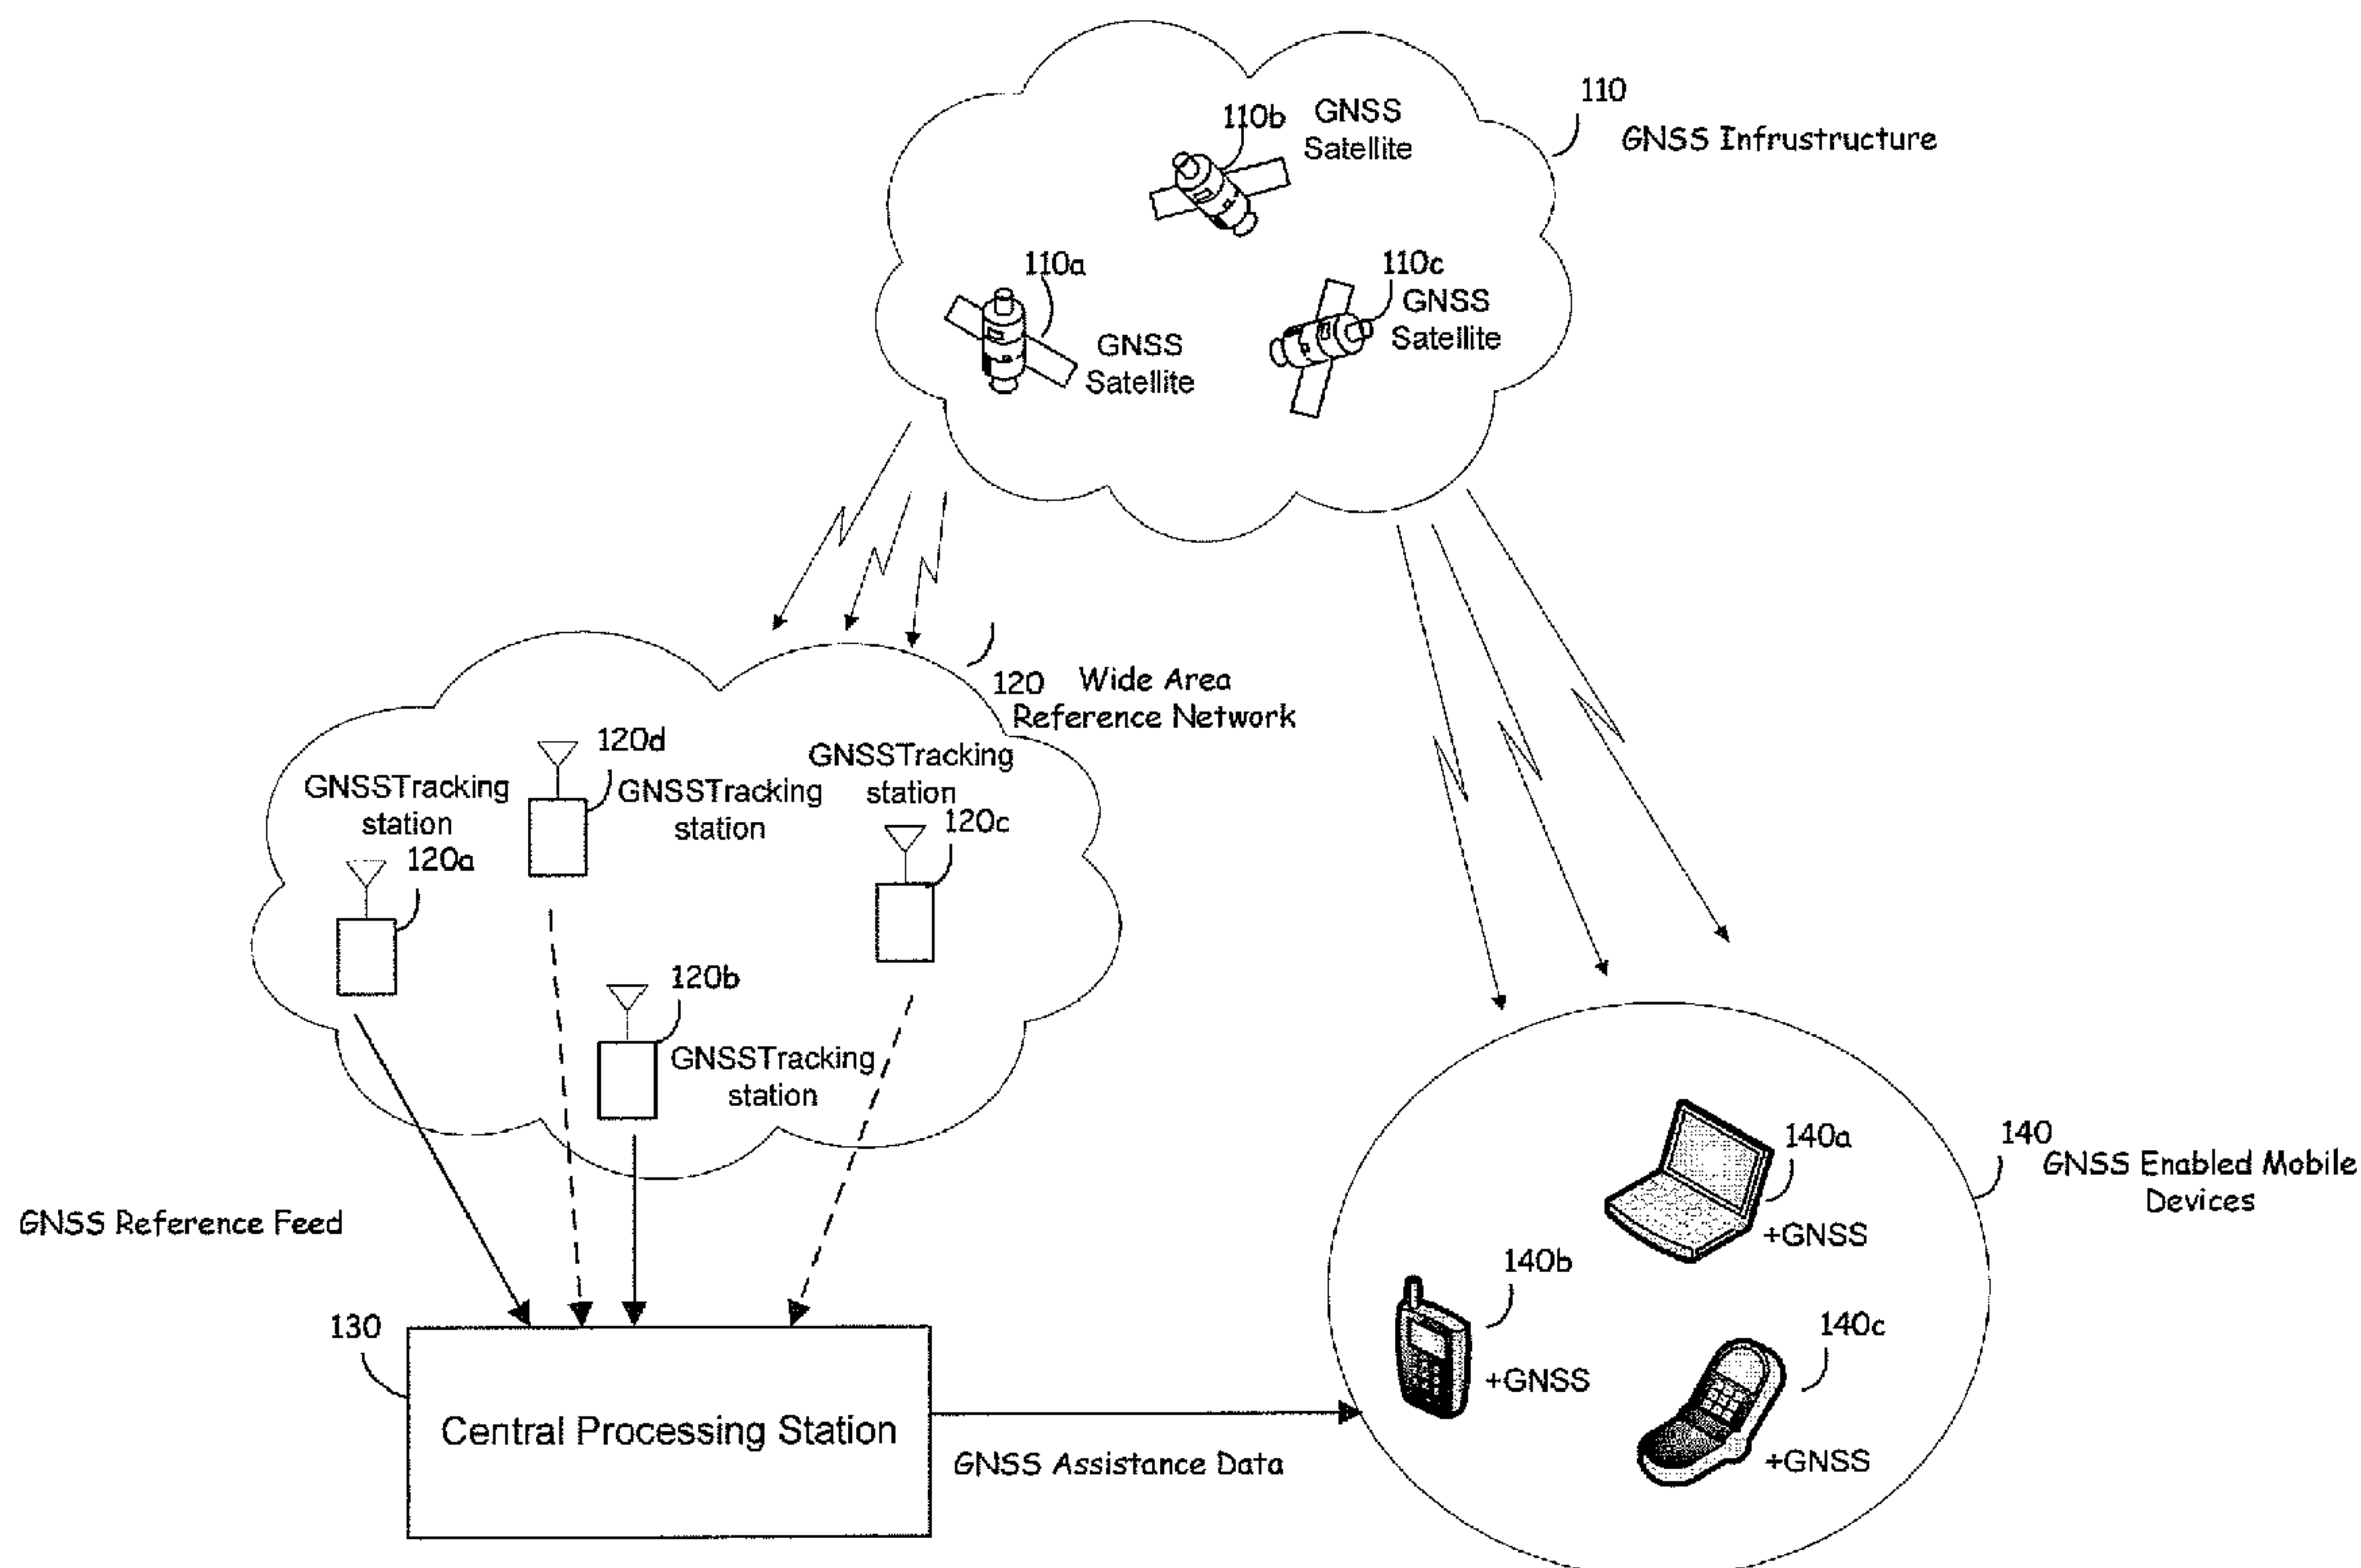 110
GNSS Infrustructure
110b
GNSS
Satellite
110a
GNSS
Satellite
110c
GNSS
Satellite
120 Wide Area
Reference Network
120d
GNSSTracking
station
GNSSTracking
station
120c
GNSSTracking
station
120a
120b
GNSSTracking
station
GNSS Reference Feed
130
Central Processing Station
GNSS Assistance Data
140
GNSS Enabled Mobile
Devices
140a
+GNSS
140b
+GNSS
140c
+GNSS